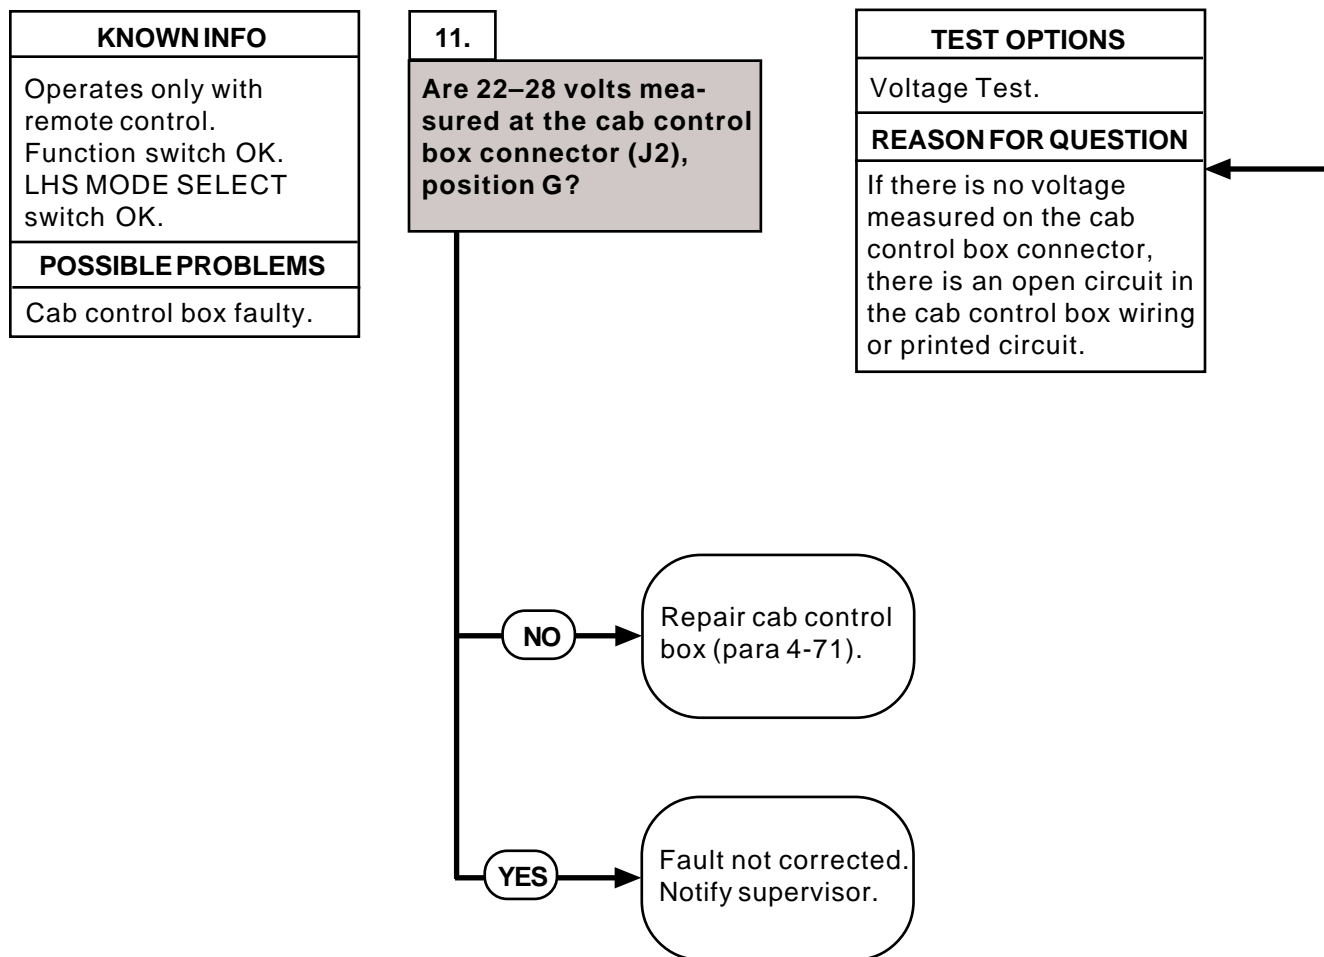 KNOWN INFO
Operates only with
remote control.
Function switch OK.
LHS MODE SELECT
switch OK.
POSSIBLE PROBLEMS
Cab control box faulty.
11.
Are 22–28 volts mea-
sured at the cab control
box connector (J2),
position G?
TEST OPTIONS
Voltage Test.
REASON FOR QUESTION
If there is no voltage
measured on the cab
control box connector,
there is an open circuit in
the cab control box wiring
or printed circuit.
NO
Repair cab control
box (para 4-71).
YES
Fault not corrected.
Notify supervisor.